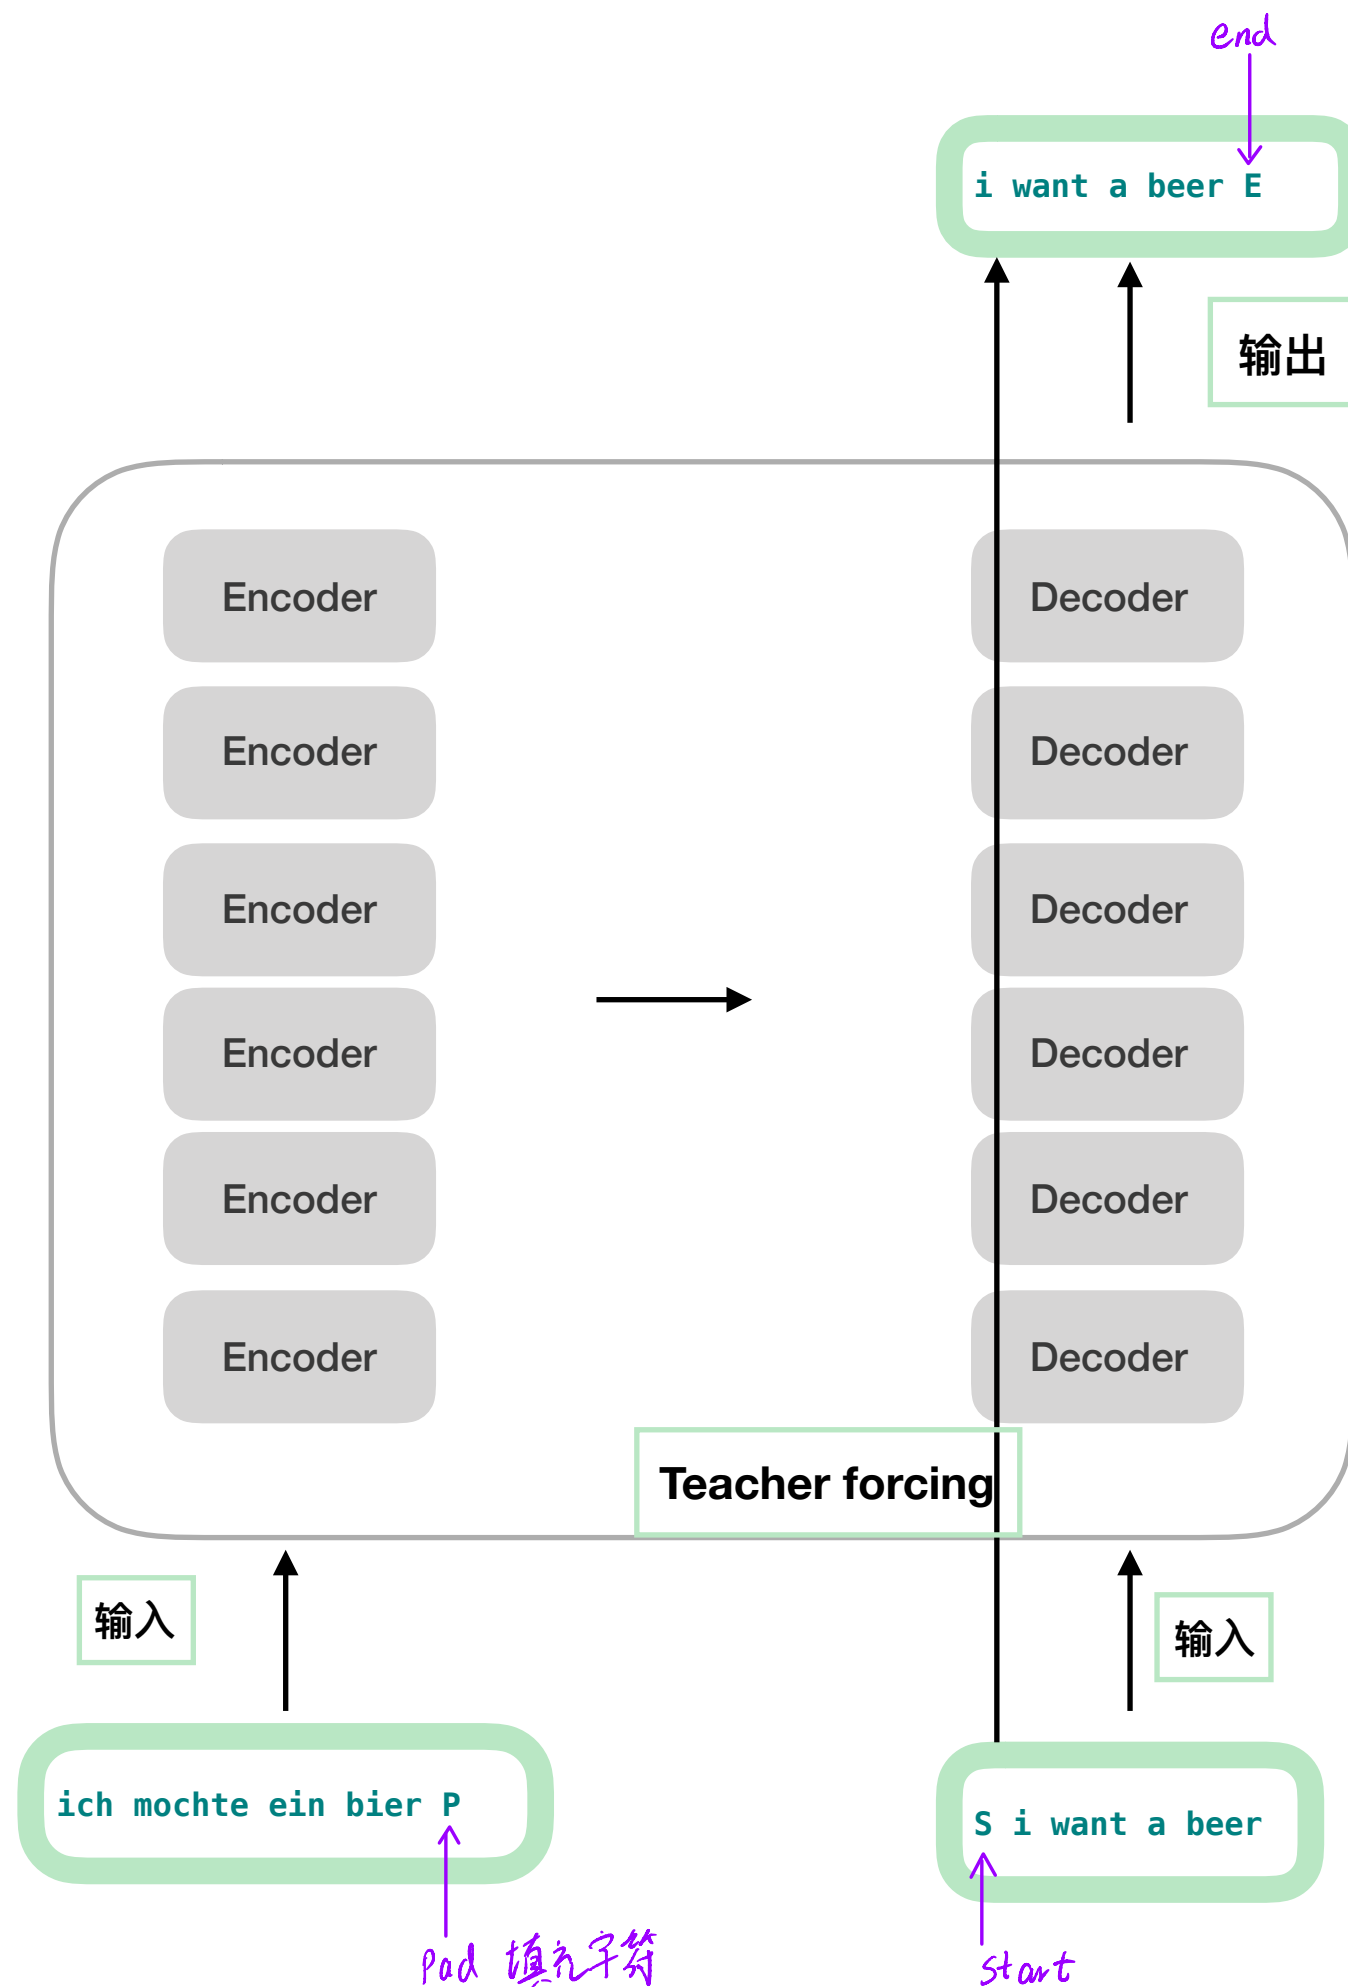 end
i want a beer E
输出
Encoder
Decoder
Encoder
Decoder
Encoder
Decoder
Encoder
Decoder
Encoder
Decoder
Encoder
Decoder
Teacher forcing
输入
输入
ich mochte ein bier P
S i want a beer
Pad 填充字符
start